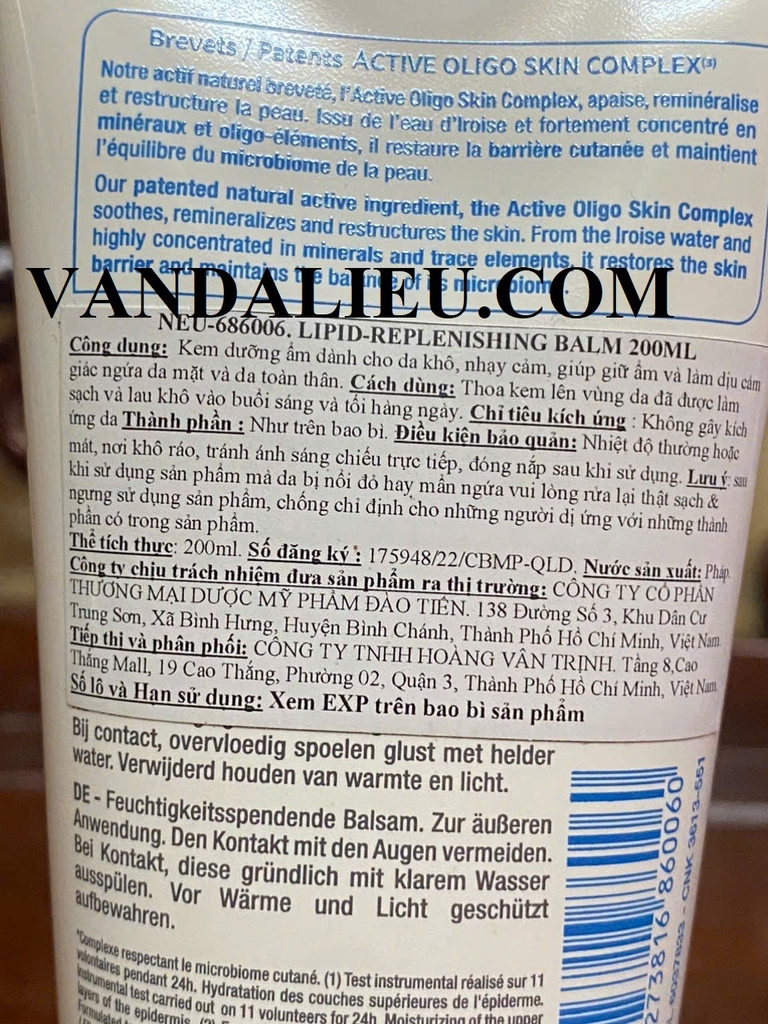 Brevets / Patents ACTIVE OLIGO SKIN COMPLEX(3)
Notre actif naturel breveté, l'Active Oligo Skin Complex, apaise, reminéralise
et restructure la peau. Issu de l'eau d'Iroise et fortement concentré en
minéraux et oligo-éléments, il restaure la barrière cutanée et maintient
l'équilibre du microbiome de la peau.
Our patented natural active ingredient, the Active Oligo Skin Complex
soothes, remineralizes and restructures the skin. From the Iroise water and
highly concentrated in minerals and trace elements, it restores the skin
barrier and maintains the balance of its microbiome.
VANDALIEU.COM
NEU-686006. LIPID-REPLENISHING BALM 200ML
Công dụng: Kem dưỡng ẩm dành cho da khô, nhạy cảm, giúp giữ ẩm và làm dịu cảm
giác ngứa da mặt và da toàn thân. Cách dùng: Thoa kem lên vùng da đã được làm
sạch và lau khô vào buổi sáng và tối hàng ngày. Chỉ tiêu kích ứng : Không gây kích
ứng da Thành phần : Như trên bao bì. Điều kiện bảo quản: Nhiệt độ thường hoặc
mát, nơi khô ráo, tránh ánh sáng chiếu trực tiếp, đóng nắp sau khi sử dụng. Lưu ý: sau
khi sử dụng sản phẩm mà da bị nổi đỏ hay mẩn ngứa vui lòng rửa lại thật sạch &
ngưng sử dụng sản phẩm, chống chỉ định cho những người dị ứng với những thành
phần có trong sản phẩm.
Thể tích thực: 200ml. Số đăng ký : 175948/22/CBMP-QLD. Nước sản xuất: Pháp.
Công ty chịu trách nhiệm đưa sản phẩm ra thị trường: CÔNG TY CỔ PHẦN
THƯƠNG MẠI DƯỢC MỸ PHẨM ĐÀO TIÊN. 138 Đường Số 3, Khu Dân Cư
Trung Sơn, Xã Bình Hưng, Huyện Bình Chánh, Thành Phố Hồ Chí Minh, Việt Nam.
Tiếp thị và phân phối: CÔNG TY TNHH HOÀNG VÂN TRỊNH. Tầng 8,Cao
Thắng Mall, 19 Cao Thắng, Phường 02, Quận 3, Thành Phố Hồ Chí Minh, Việt Nam
Số lô và Hạn sử dụng: Xem EXP trên bao bì sản phẩm
Bij contact, overvloedig spoelen glust met helder
water. Verwijderd houden van warmte en licht.
DE - Feuchtigkeitsspendende Balsam. Zur äußeren
Anwendung. Den Kontakt mit den Augen vermeiden.
Bei Kontakt, diese gründlich mit klarem Wasser
ausspülen. Vor Wärme und Licht geschützt
aufbewahren.
*Complexe respectant le microbiome cutané. (1) Test instrumental réalisé sur 11
volontaires pendant 24h. Hydratation des couches supérieures de l'épiderme.
Instrumental test carried out on 11 volunteers for 24h. Moisturizing of the upper
layers of the epidermis.
Formulated
273816 860060
CNK 3613-551